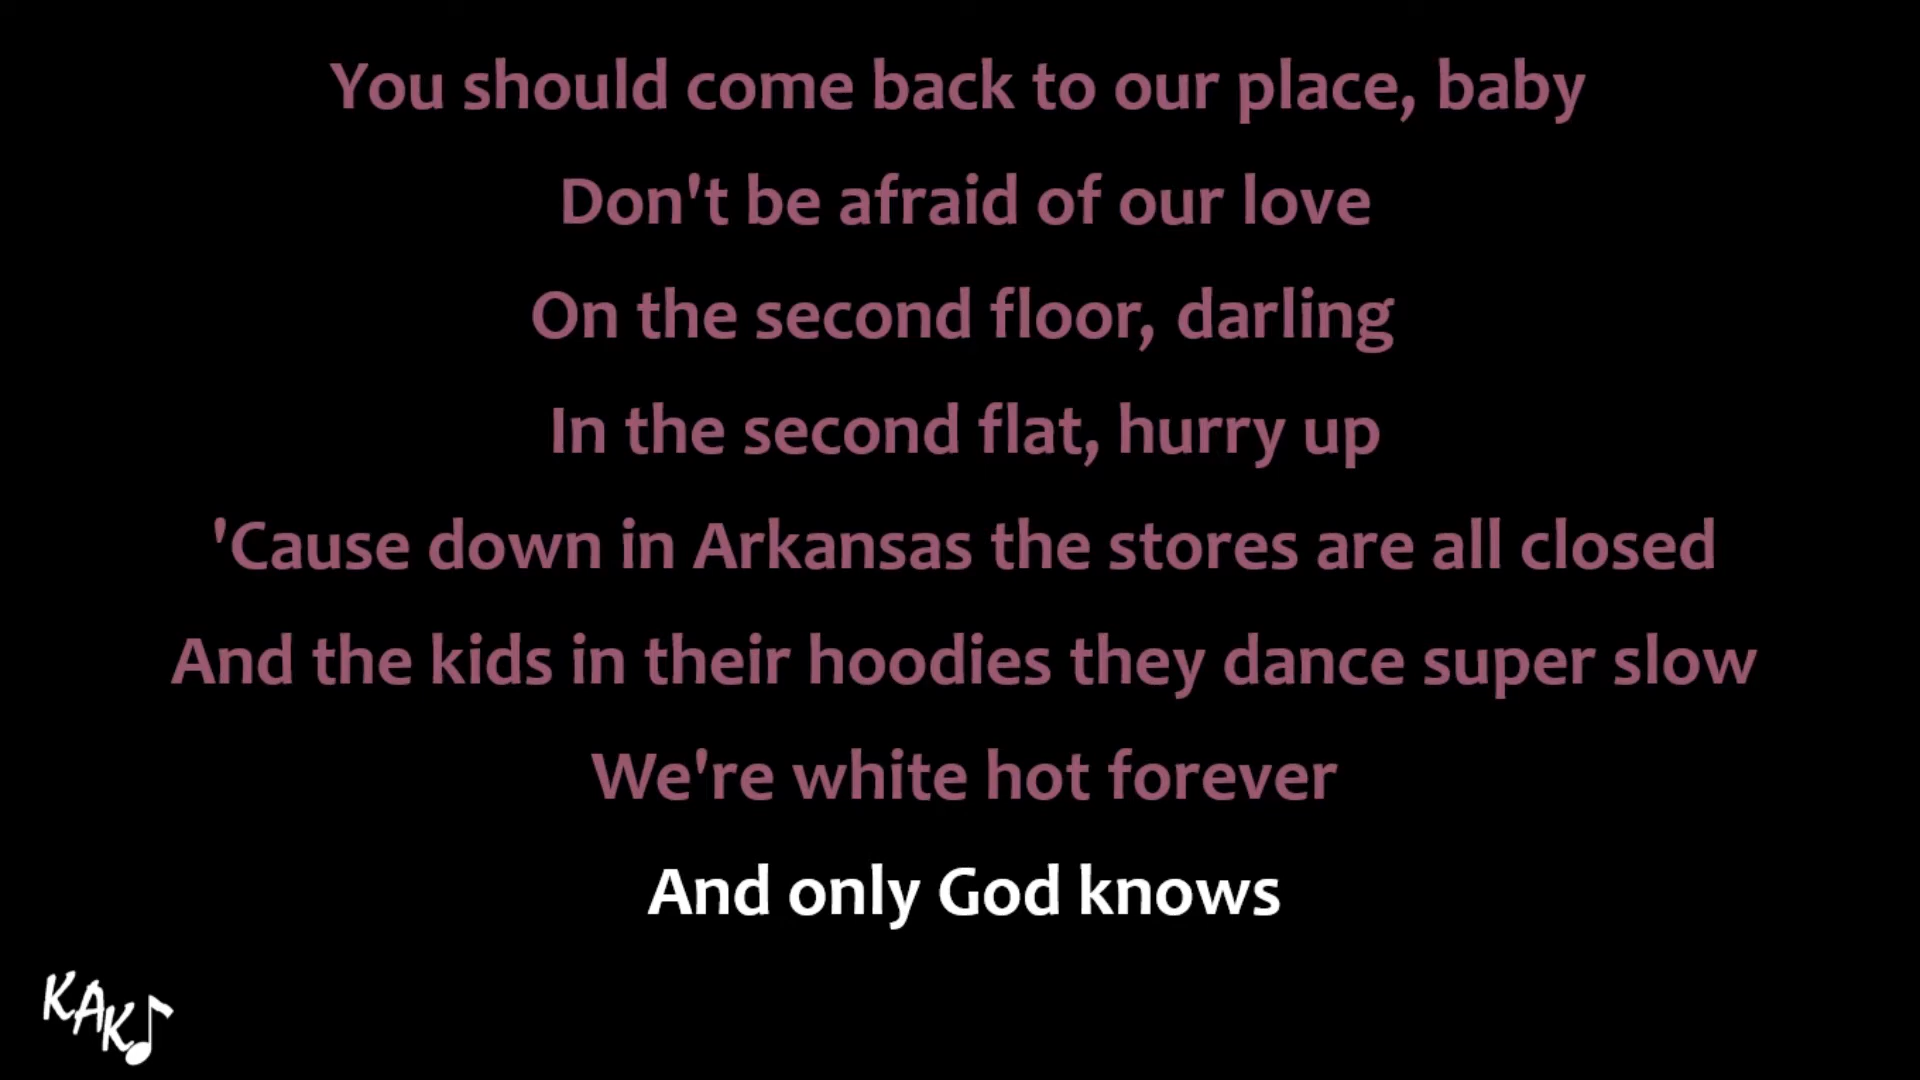 You should come back to our place, baby
Don't be afraid of our love
On the second floor, darling
In the second flat, hurry up
'Cause down in Arkansas the stores are all closed
And the kids in their hoodies they dance super slow
We're white hot forever
And only God knows
KAK